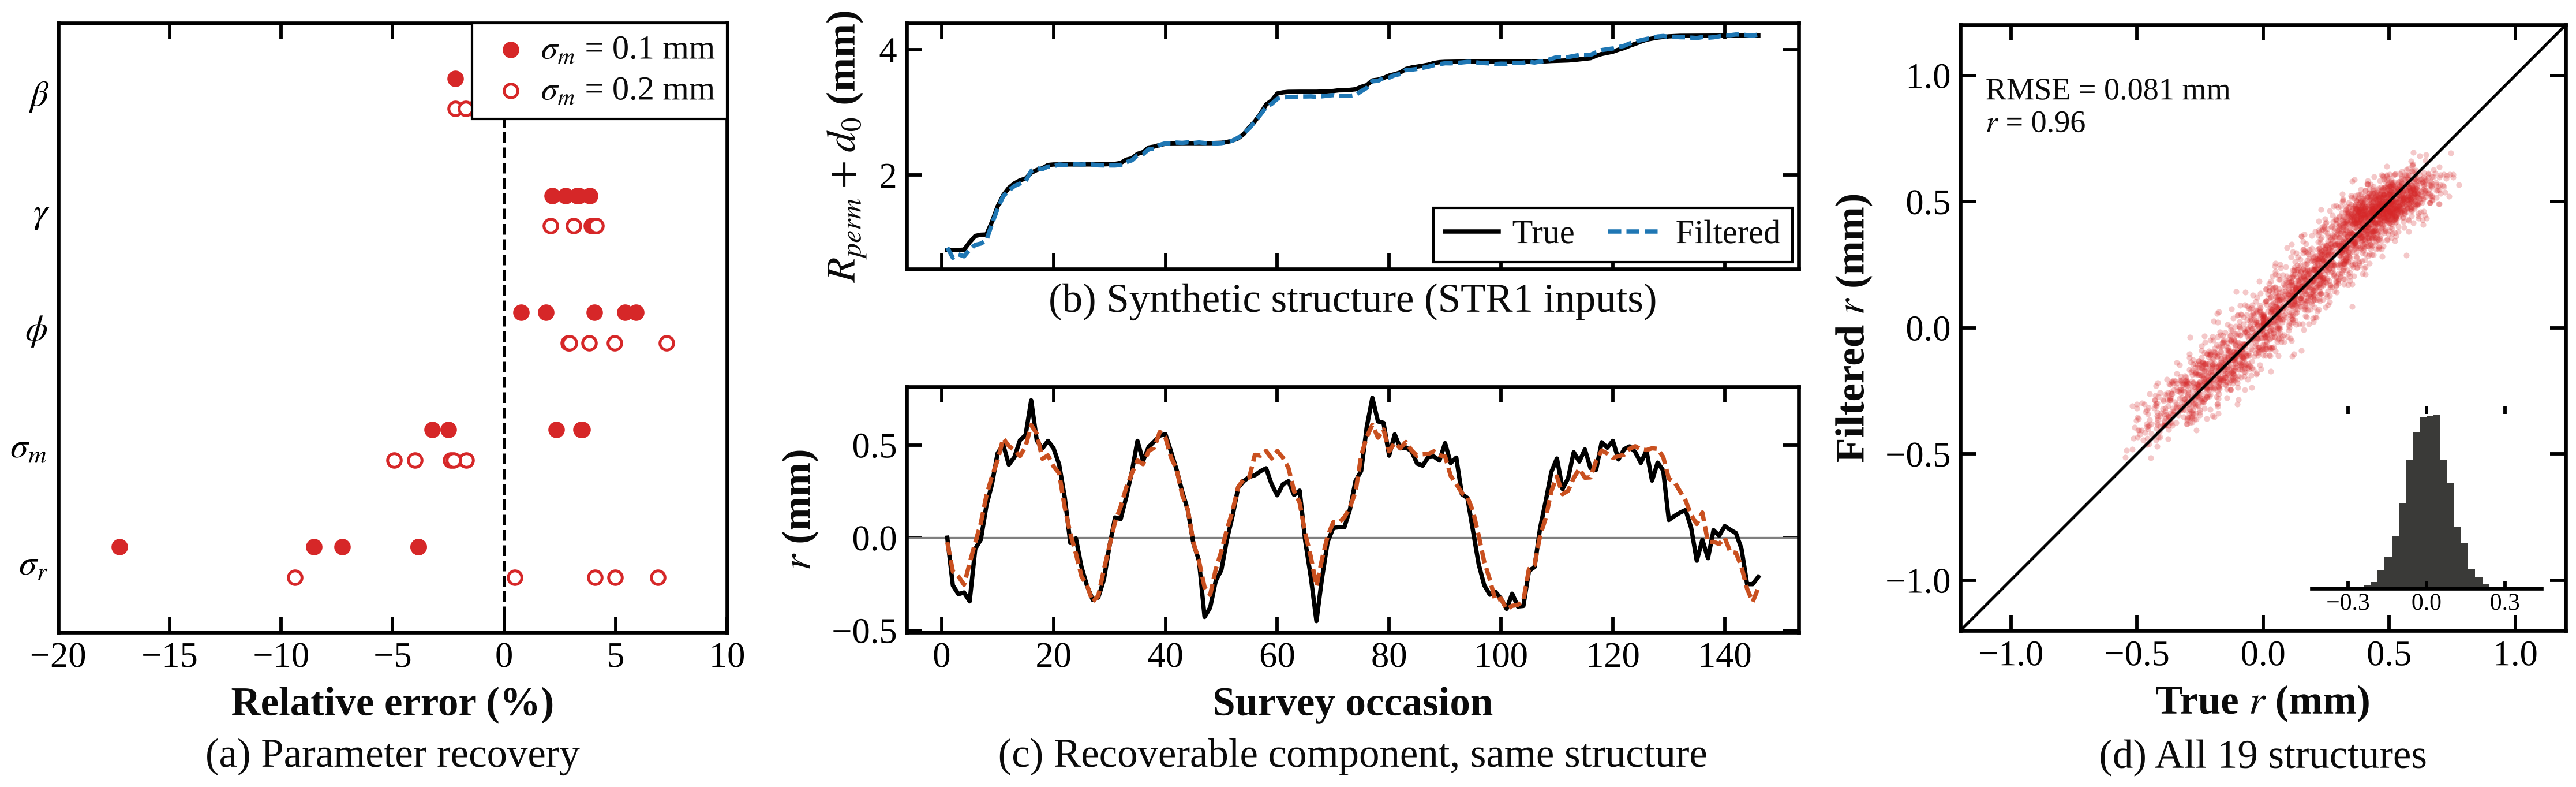 σm = 0.1 mm
σm = 0.2 mm
β
γ
ϕ
σm
σr
−20 −15 −10 −5 0 5 10
Relative error (%)
(a) Parameter recovery
Rperm + d0 (mm)
4
2
True Filtered
(b) Synthetic structure (STR1 inputs)
r (mm)
0.5
0.0
−0.5
0 20 40 60 80 100 120 140
Survey occasion
(c) Recoverable component, same structure
Filtered r (mm)
1.0
0.5
0.0
−0.5
−1.0
RMSE = 0.081 mm
r = 0.96
−0.3 0.0 0.3
−1.0 −0.5 0.0 0.5 1.0
True r (mm)
(d) All 19 structures